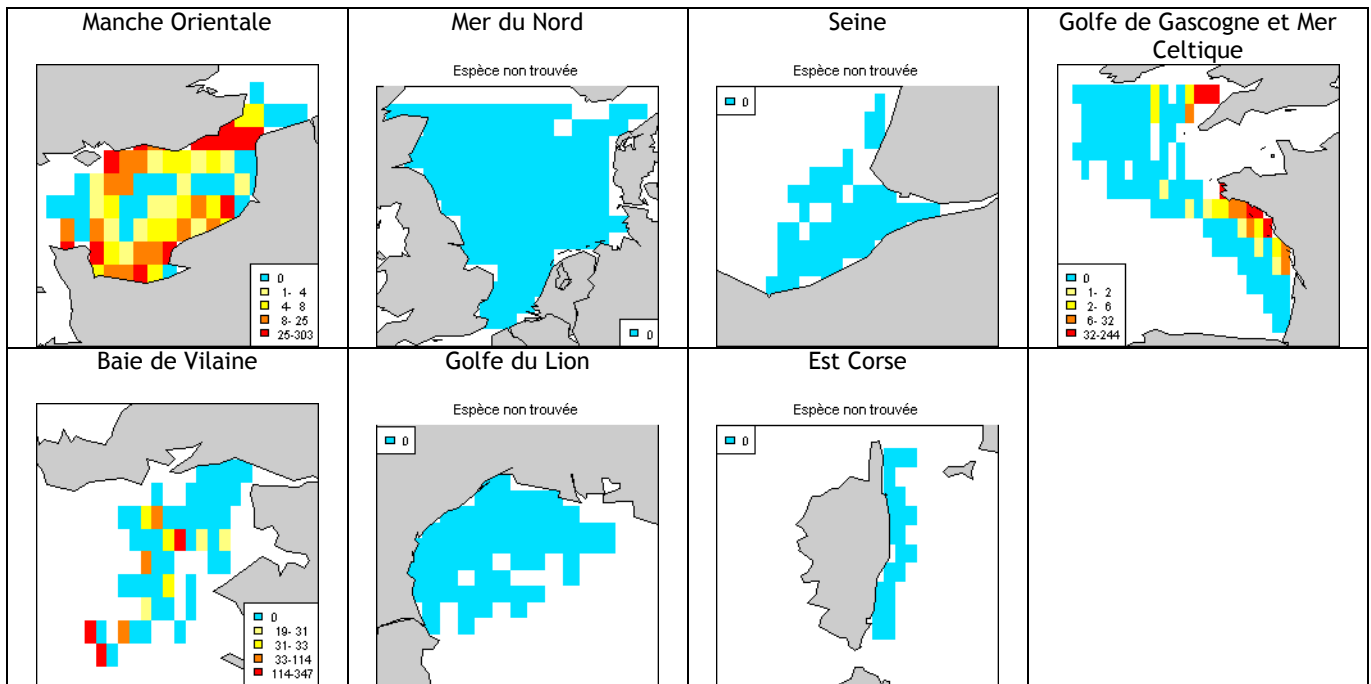 Manche Orientale
0
1- 4
4- 8
8- 25
25-303
Mer du Nord
Espèce non trouvée
0
Seine
Espèce non trouvée
0
Golfe de Gascogne et Mer
Celtique
0
1- 2
2- 6
6- 32
32-244
Baie de Vilaine
0
19- 31
31- 33
33-114
114-347
Golfe du Lion
Espèce non trouvée
0
Est Corse
Espèce non trouvée
0